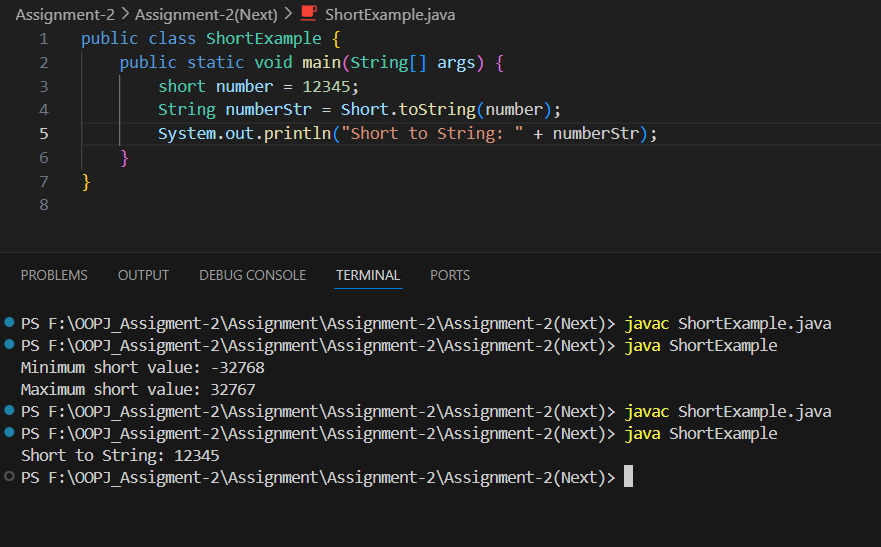 Assignment-2 > Assignment-2(Next) > ShortExample.java
1 public class ShortExample {
2 public static void main(String[] args) {
3 short number = 12345;
4 String numberStr = Short.toString(number);
5 System.out.println("Short to String: " + numberStr);
6 }
7 }
8
PROBLEMS OUTPUT DEBUG CONSOLE TERMINAL PORTS
PS F:\OOPJ_Assigment-2\Assignment\Assignment-2\Assignment-2(Next)> javac ShortExample.java
PS F:\OOPJ_Assigment-2\Assignment\Assignment-2\Assignment-2(Next)> java ShortExample
Minimum short value: -32768
Maximum short value: 32767
PS F:\OOPJ_Assigment-2\Assignment\Assignment-2\Assignment-2(Next)> javac ShortExample.java
PS F:\OOPJ_Assigment-2\Assignment\Assignment-2\Assignment-2(Next)> java ShortExample
Short to String: 12345
PS F:\OOPJ_Assigment-2\Assignment\Assignment-2\Assignment-2(Next)>